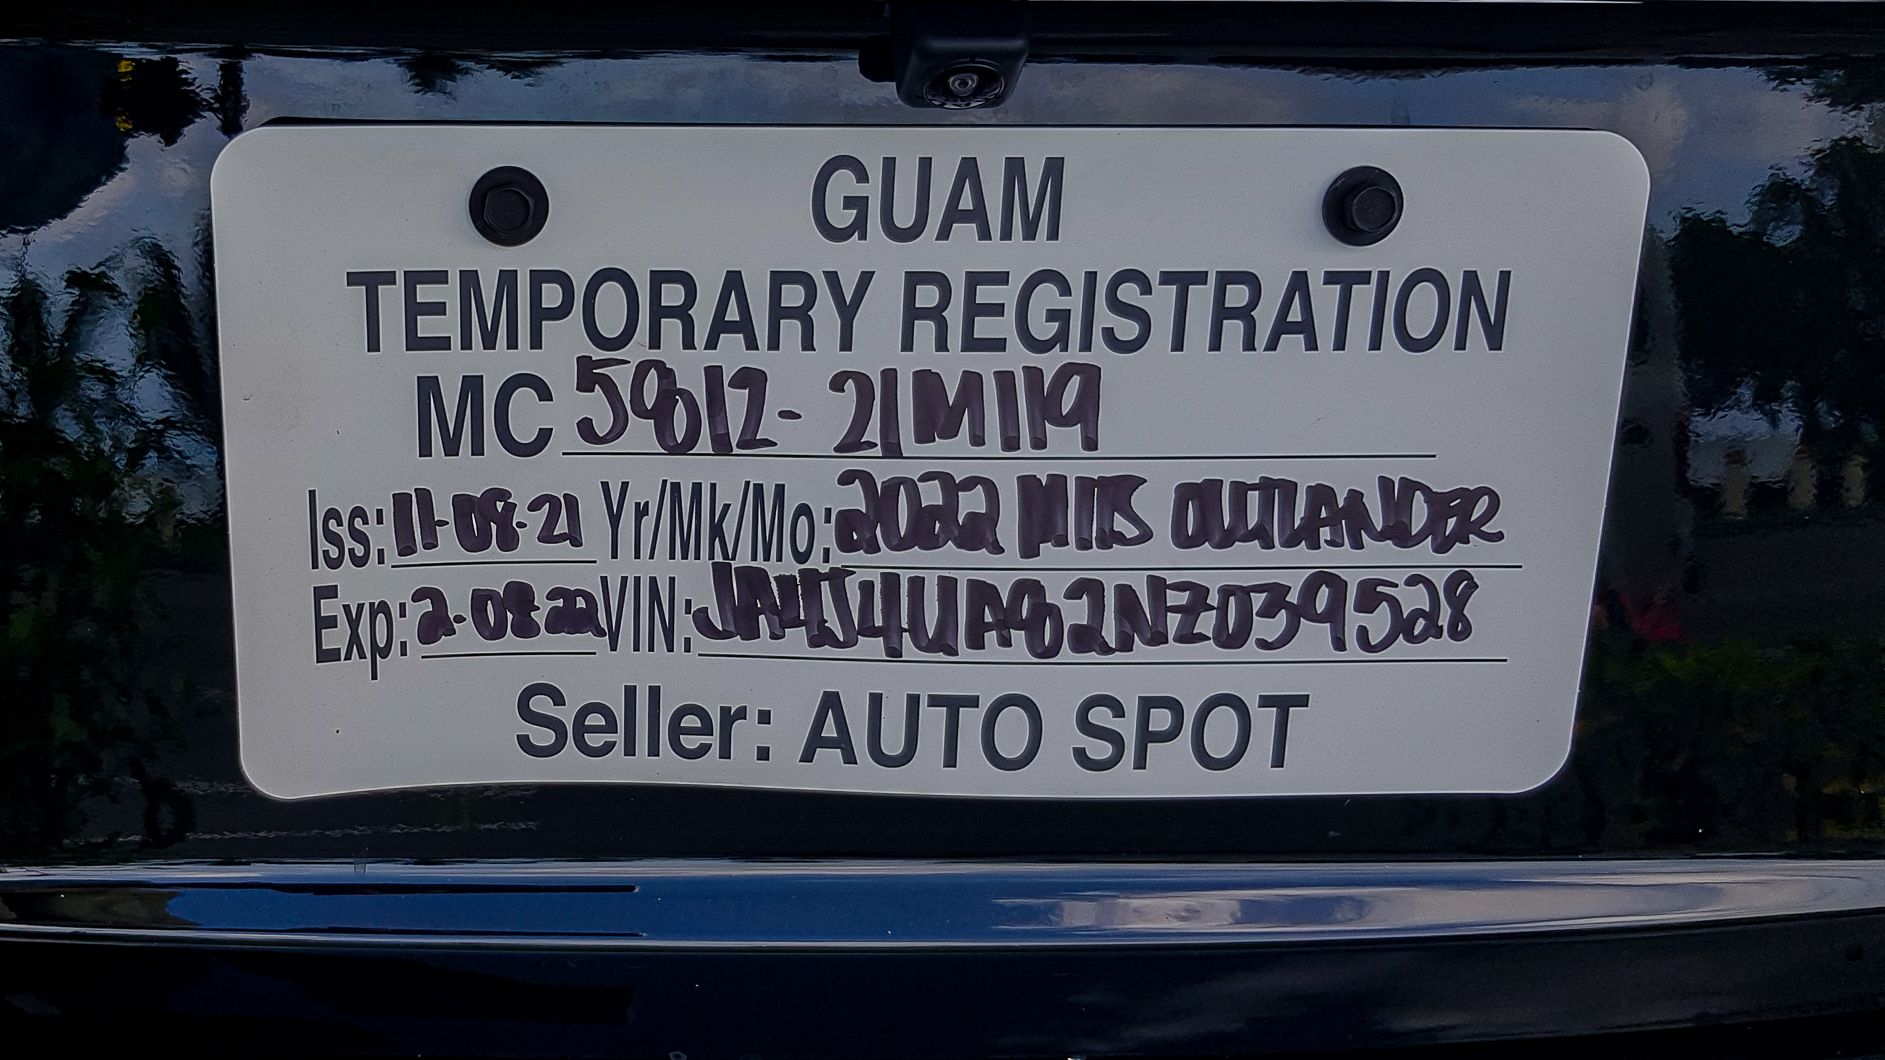 GUAM
TEMPORARY REGISTRATION
MC 5812-21M119
Iss: 11-08-21 Yr/Mk/Mo: 2022 MITS OUTLANDER
Exp: 2-08-22 VIN: JA4J4UA82NZ039528
Seller: AUTO SPOT